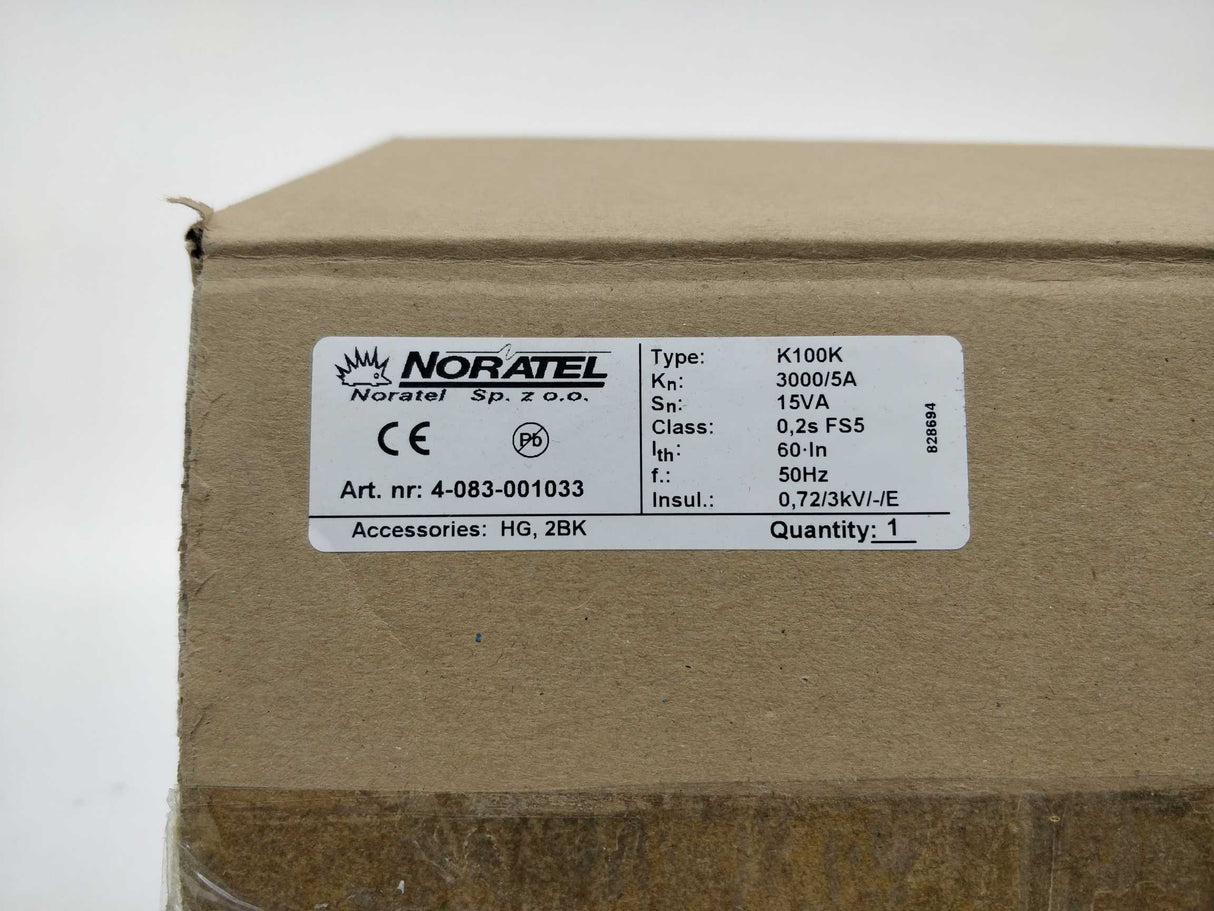 NORATEL
Noratel Sp. z o.o.
CE
Pb
Art. nr: 4-083-001033
Type: K100K
Kn: 3000/5A
Sn: 15VA
Class: 0,2s FS5
Ith: 60·In
f.: 50Hz
Insul.: 0,72/3kV/-/E
828694
Accessories: HG, 2BK
Quantity: 1